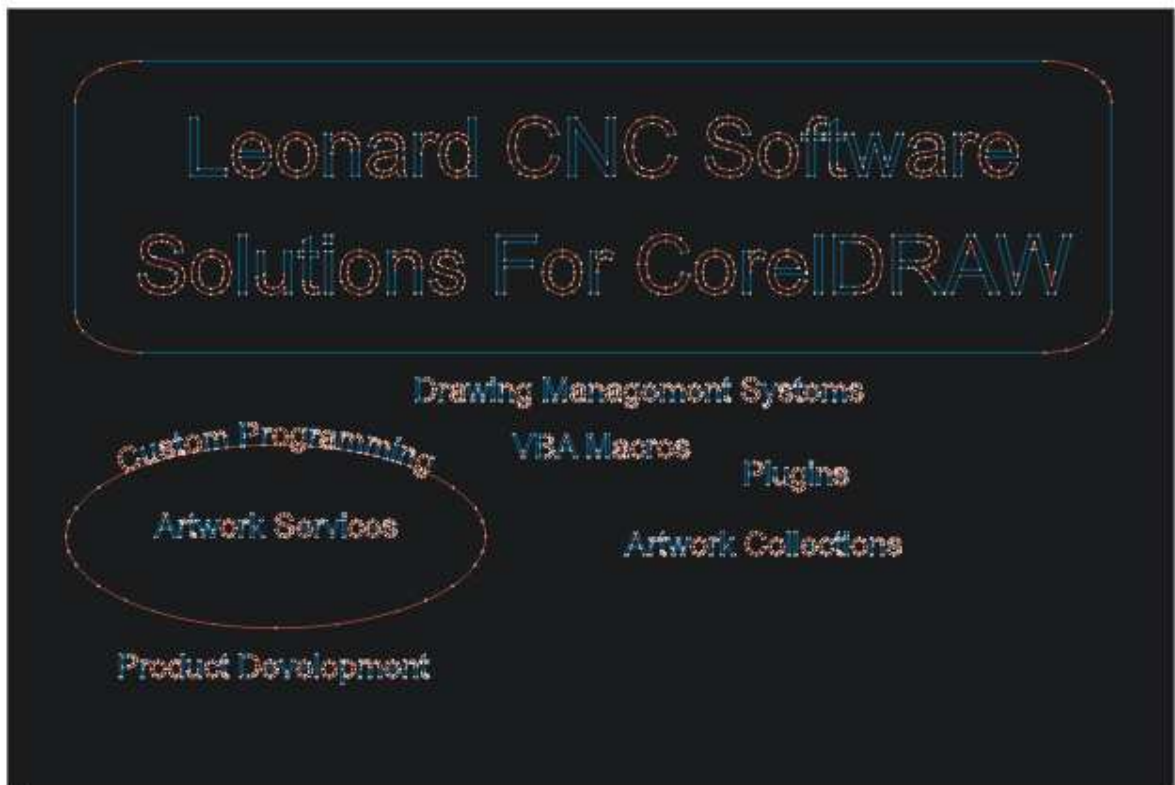 Leonard CNC Software
Solutions For CorelDRAW
Drawing Management Systems
Custom Programming
VBA Macros
Plugins
Artwork Services
Artwork Collections
Product Development